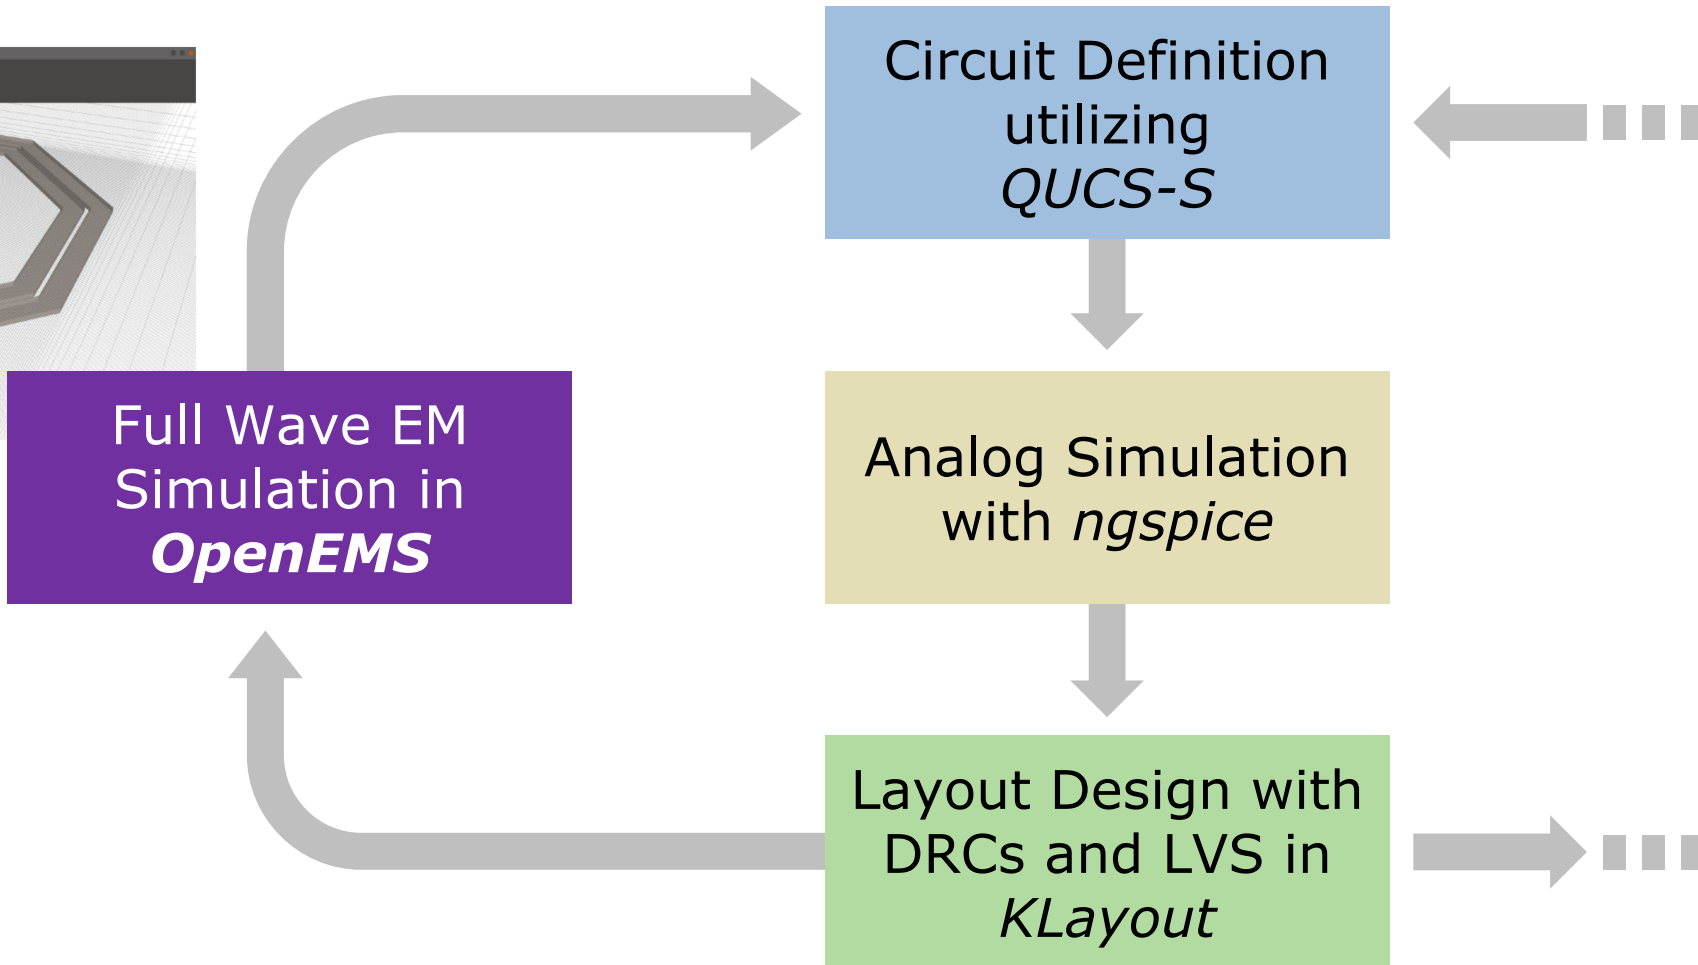 Circuit Definition
utilizing
QUCS-S
Full Wave EM
Simulation in
OpenEMS
Analog Simulation
with ngspice
Layout Design with
DRCs and LVS in
KLayout